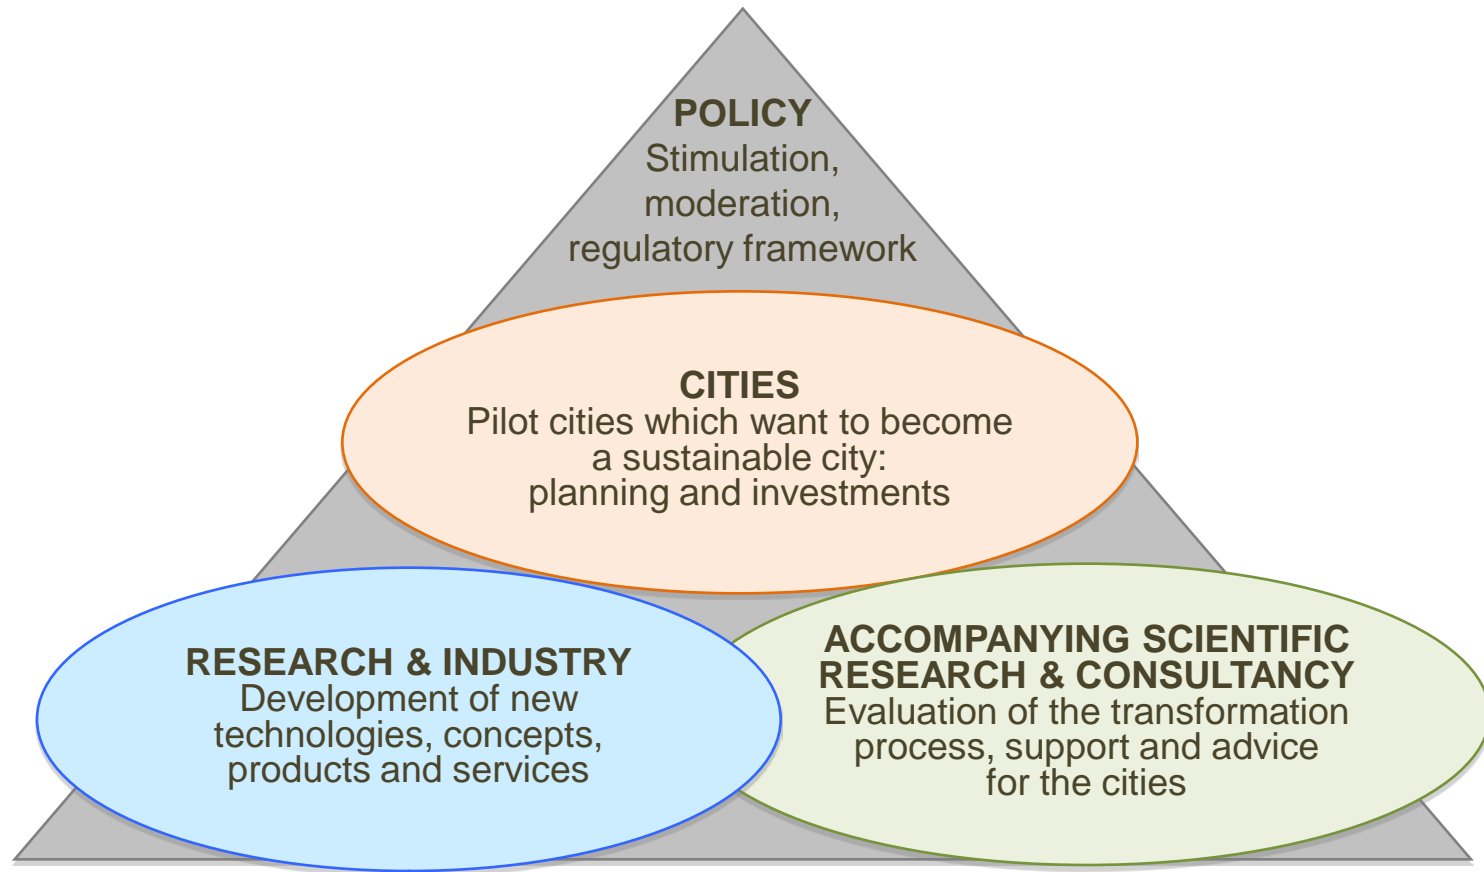 POLICY
Stimulation,
moderation,
regulatory framework
CITIES
Pilot cities which want to become
a sustainable city:
planning and investments
RESEARCH & INDUSTRY
Development of new
technologies, concepts,
products and services
ACCOMPANYING SCIENTIFIC
RESEARCH & CONSULTANCY
Evaluation of the transformation
process, support and advice
for the cities